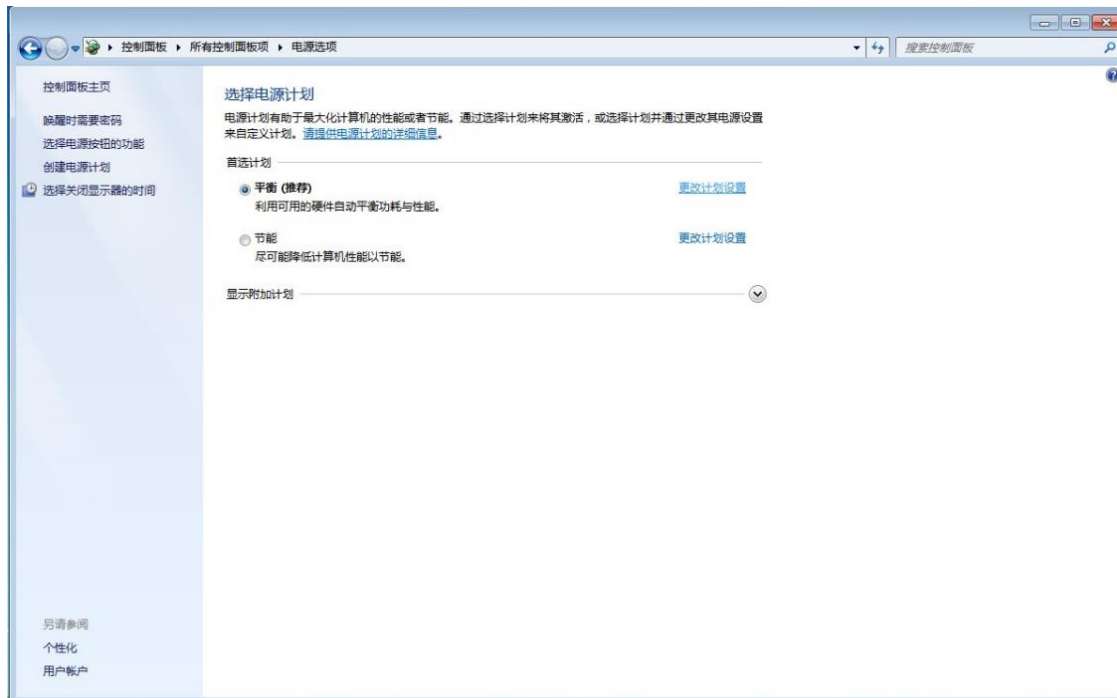 控制面板 ▸ 所有控制面板项 ▸ 电源选项
搜索控制面板
控制面板主页
唤醒时需要密码
选择电源按钮的功能
创建电源计划
选择关闭显示器的时间
选择电源计划
电源计划有助于最大化计算机的性能或者节能。通过选择计划来将其激活，或选择计划并通过更改其电源设置
来自定义计划。请提供电源计划的详细信息。
首选计划
平衡 (推荐) 更改计划设置
利用可用的硬件自动平衡功耗与性能。
节能 更改计划设置
尽可能降低计算机性能以节能。
显示附加计划
另请参阅
个性化
用户帐户